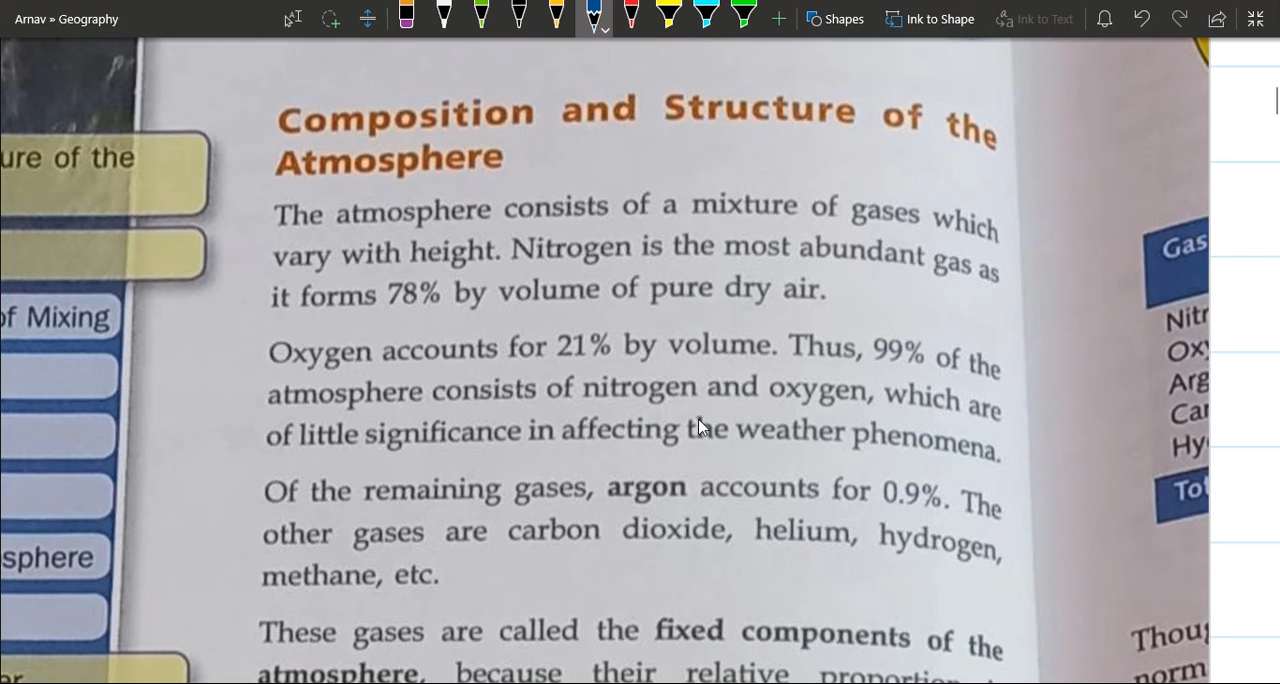 Arnav » Geography
Shapes
Ink to Shape
Ink to Text
Composition and Structure of the
Atmosphere
The atmosphere consists of a mixture of gases which
vary with height. Nitrogen is the most abundant gas as
it forms 78% by volume of pure dry air.
Oxygen accounts for 21% by volume. Thus, 99% of the
atmosphere consists of nitrogen and oxygen, which are
of little significance in affecting the weather phenomena.
Of the remaining gases, argon accounts for 0.9%. The
other gases are carbon dioxide, helium, hydrogen,
methane, etc.
These gases are called the fixed components of the
atmosphere, because their relative
ure of the
of Mixing
sphere
Gas
Nitr
Ox
Arg
Car
Hy
Tot
Thoug
norm